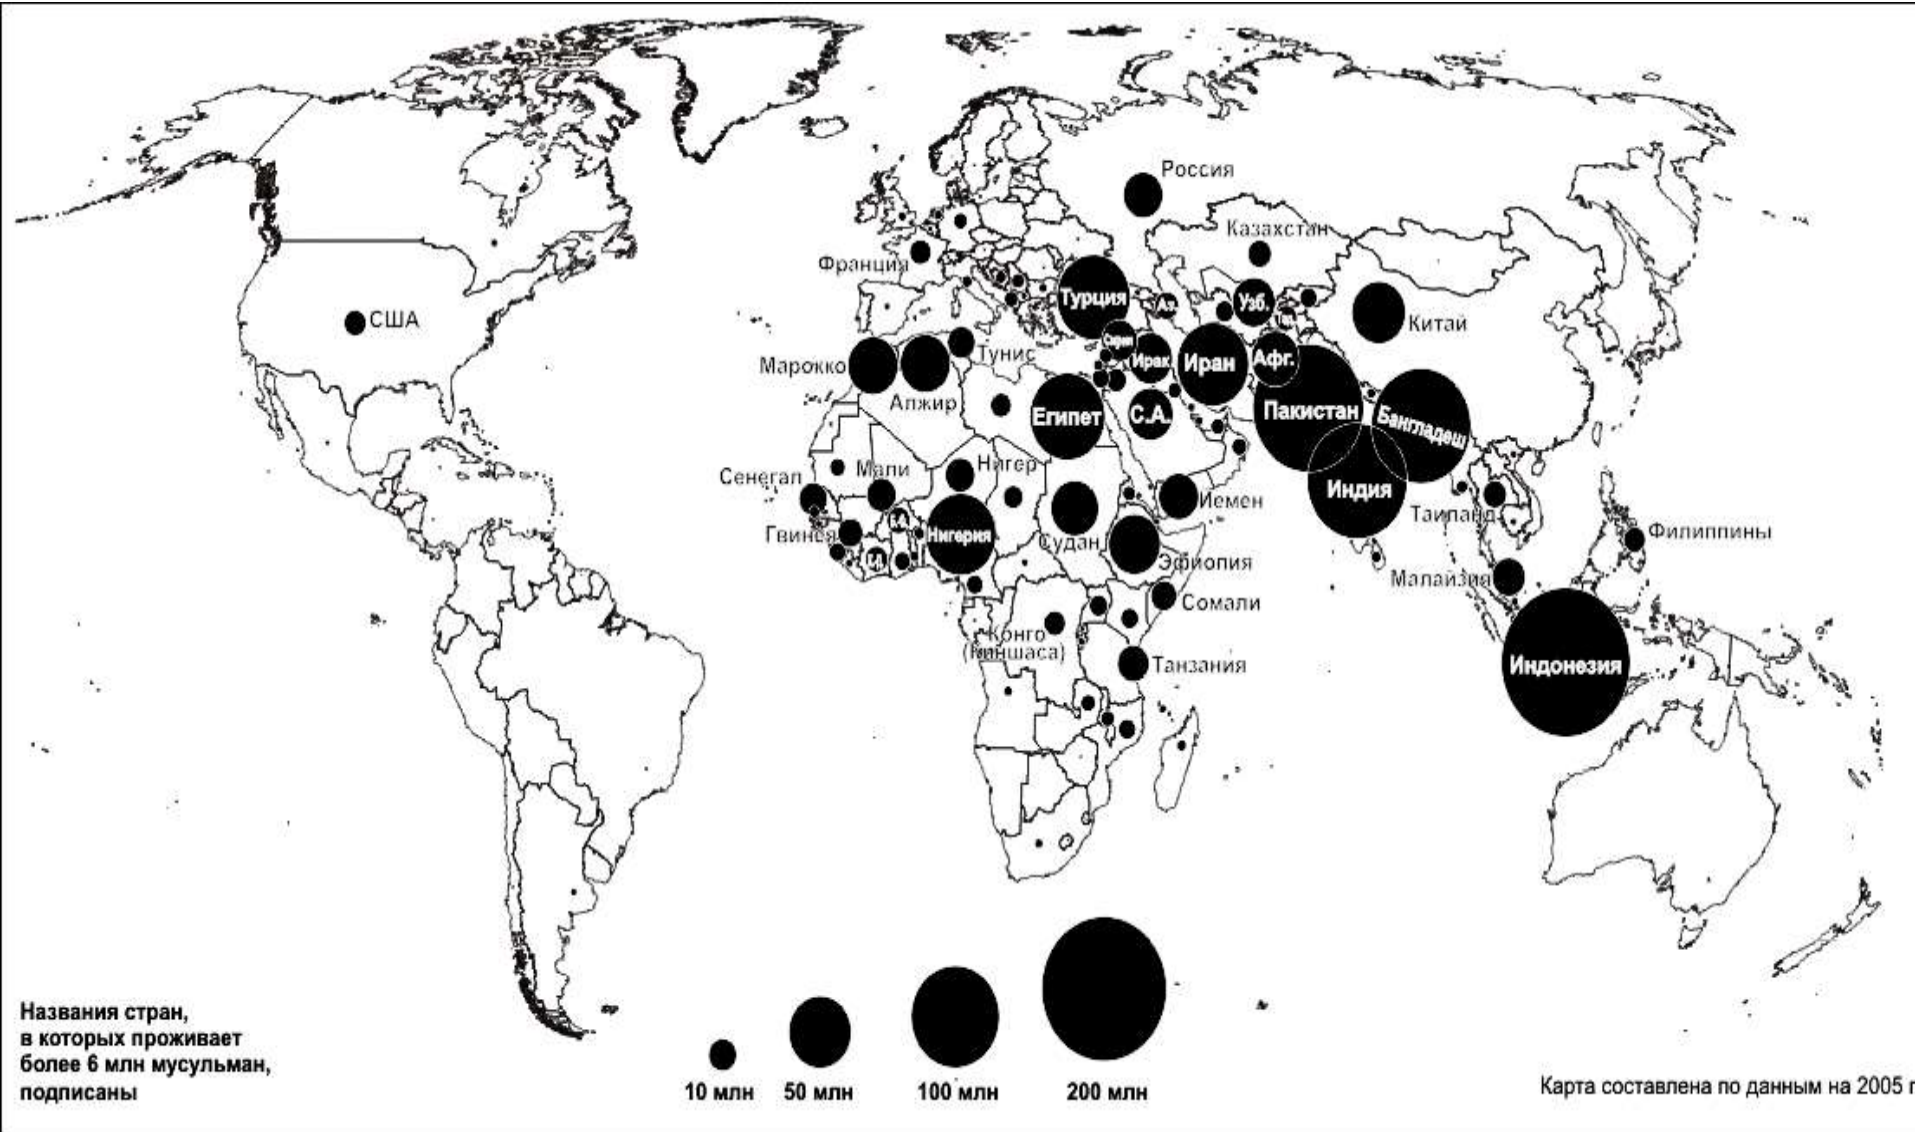 Россия
Казахстан
Франция
США
Турция
Аз.
Узб.
Китай
Тунис
Сирия
Марокко
Ирак
Иран
Афг.
Алжир
Египет
С.А.
Пакистан
Бангладеш
Сенегал
Мали
Нигер
Индия
Йемен
Таиланд
Гвинея
Нигерия
Судан
Филиппины
Эфиопия
Малайзия
Сомали
Конго
(Киншаса)
Танзания
Индонезия
Названия стран,
в которых проживает
более 6 млн мусульман,
подписаны
10 млн
50 млн
100 млн
200 млн
Карта составлена по данным на 2005 г